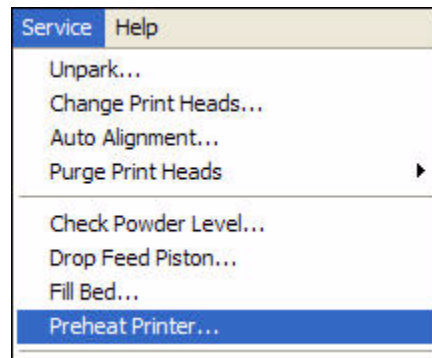 Service Help
Unpark...
Change Print Heads...
Auto Alignment...
Purge Print Heads
Check Powder Level...
Drop Feed Piston...
Fill Bed...
Preheat Printer...